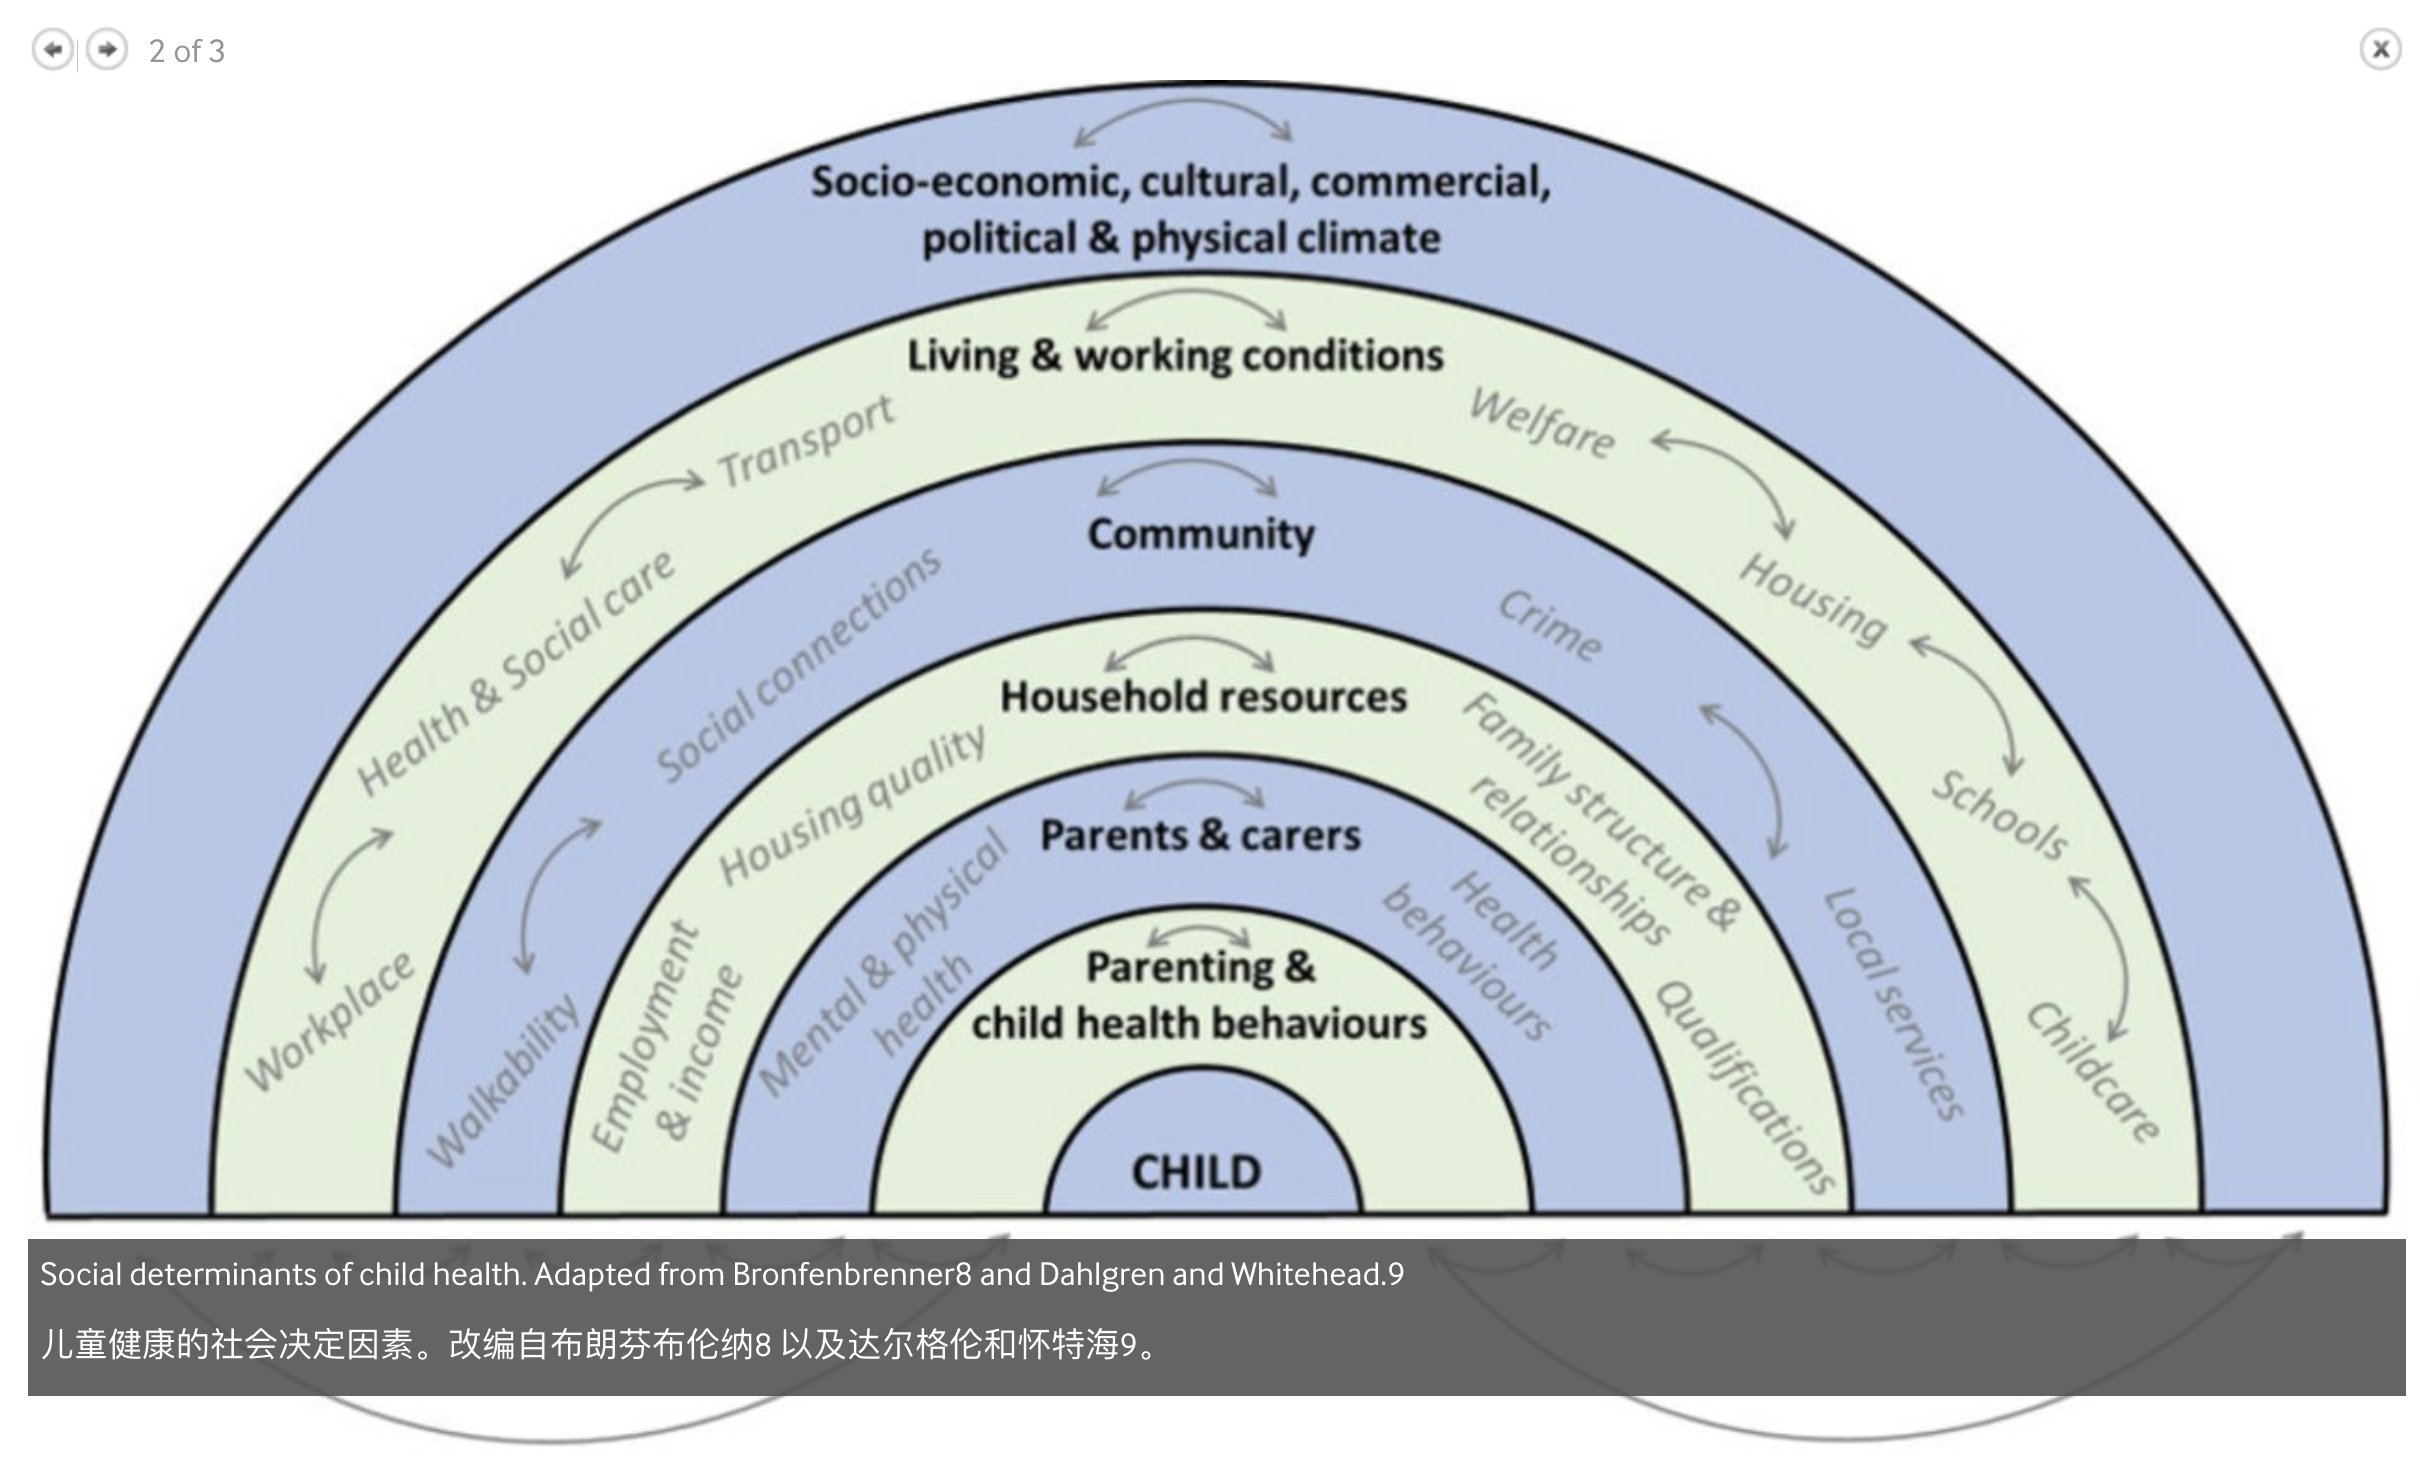 2 of 3
X
Socio-economic, cultural, commercial,
political & physical climate
Living & working conditions
Transport
Welfare
Health & Social care
Housing
Workplace
Schools
Childcare
Community
Social connections
Crime
Walkability
Local services
Household resources
Housing quality
Family structure &
relationships
Employment
& income
Qualifications
Parents & carers
Mental & physical
health
Health
behaviours
Parenting &
child health behaviours
CHILD
Social determinants of child health. Adapted from Bronfenbrenner8 and Dahlgren and Whitehead.9
儿童健康的社会决定因素。改编自布朗芬布伦纳8 以及达尔格伦和怀特海9。